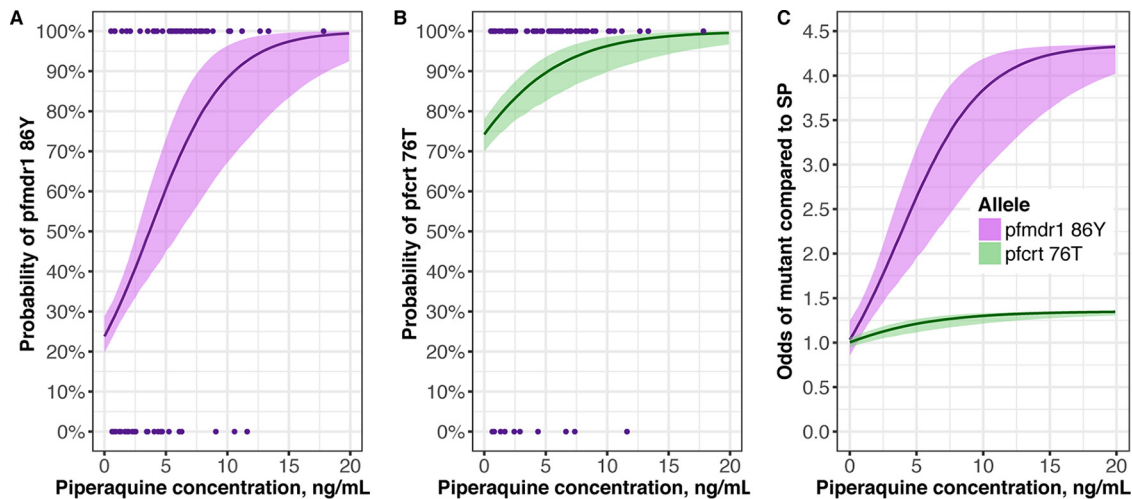 A
Probability of pfmdr1 86Y
100%
90%
80%
70%
60%
50%
40%
30%
20%
10%
0%
0 5 10 15 20
Piperaquine concentration, ng/mL
B
Probability of pfcrt 76T
100%
90%
80%
70%
60%
50%
40%
30%
20%
10%
0%
0 5 10 15 20
Piperaquine concentration, ng/mL
C
Odds of mutant compared to SP
4.5
4.0
3.5
3.0
2.5
2.0
1.5
1.0
0.5
0.0
Allele
pfmdr1 86Y
pfcrt 76T
0 5 10 15 20
Piperaquine concentration, ng/mL